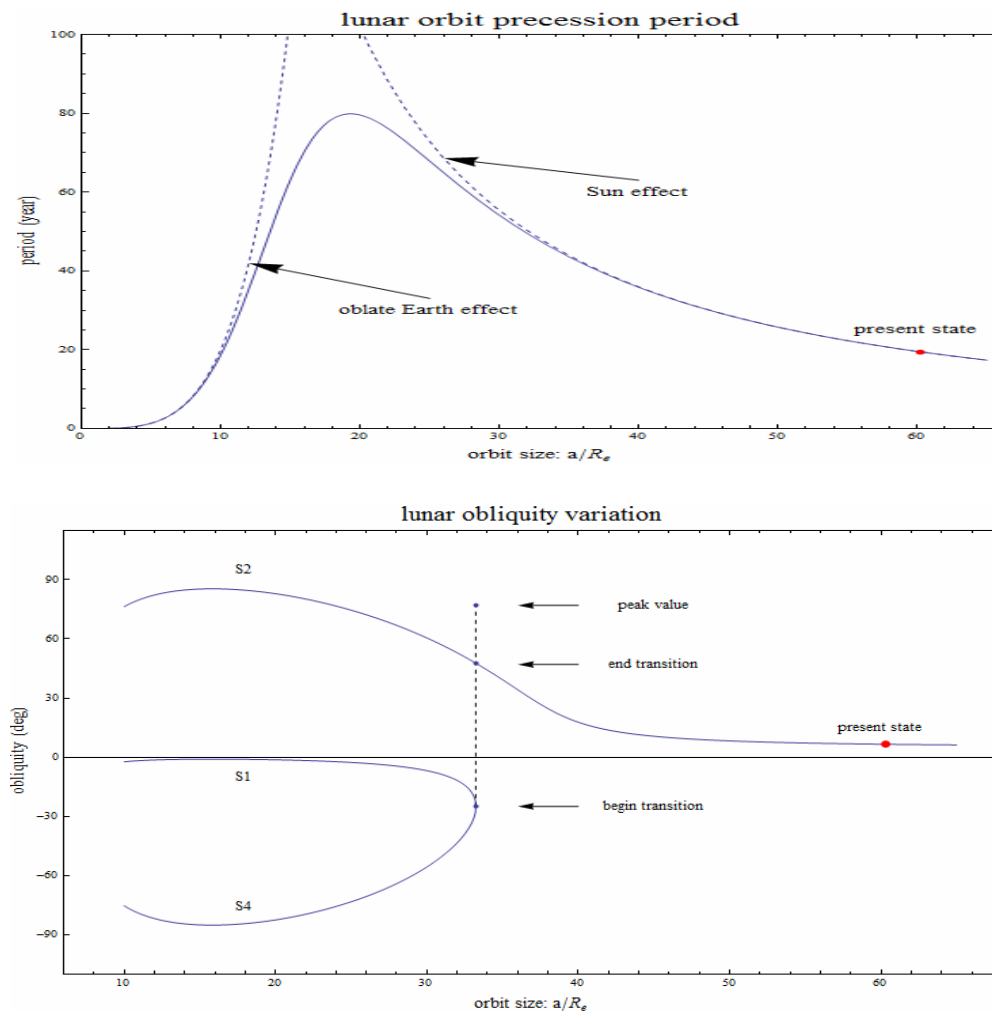 lunar orbit precession period
100
80
60
40
20
0
period (year)
Sun effect
oblate Earth effect
present state
0 10 20 30 40 50 60
orbit size: a/Re
lunar obliquity variation
90
60
30
0
-30
-60
-90
obliquity (deg)
S2
peak value
end transition
present state
S1
begin transition
S4
10 20 30 40 50 60
orbit size: a/Re